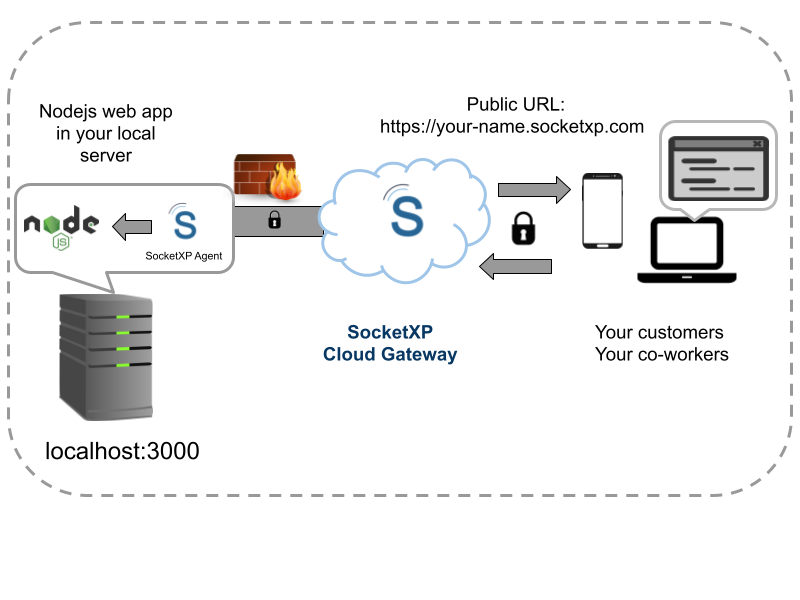 Nodejs web app
in your local
server
Public URL:
https://your-name.socketxp.com
node
JS
S
SocketXP Agent
S
SocketXP
Cloud Gateway
Your customers
Your co-workers
localhost:3000